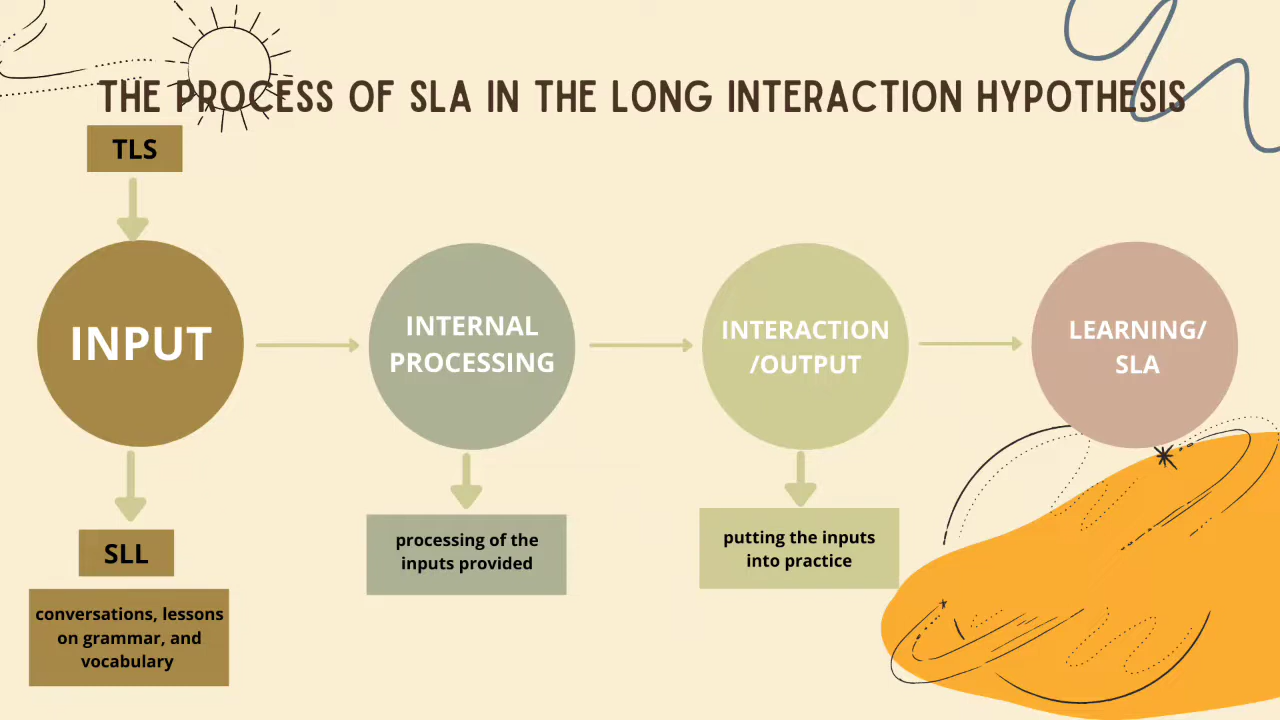 THE PROCESS OF SLA IN THE LONG INTERACTION HYPOTHESIS
TLS
INPUT
INTERNAL
PROCESSING
INTERACTION
/OUTPUT
LEARNING/
SLA
SLL
conversations, lessons
on grammar, and
vocabulary
processing of the
inputs provided
putting the inputs
into practice